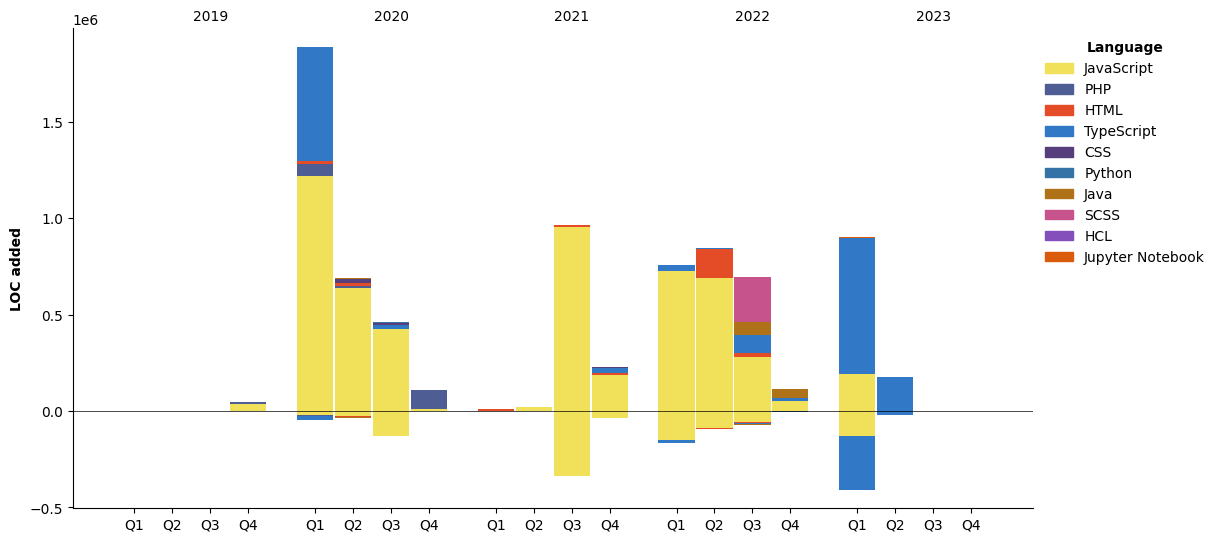 2019 2020 2021 2022 2023
1e6
Language
JavaScript
PHP
HTML
TypeScript
CSS
Python
Java
SCSS
HCL
Jupyter Notebook
LOC added
1.5
1.0
0.5
0.0
−0.5
Q1 Q2 Q3 Q4 Q1 Q2 Q3 Q4 Q1 Q2 Q3 Q4 Q1 Q2 Q3 Q4 Q1 Q2 Q3 Q4